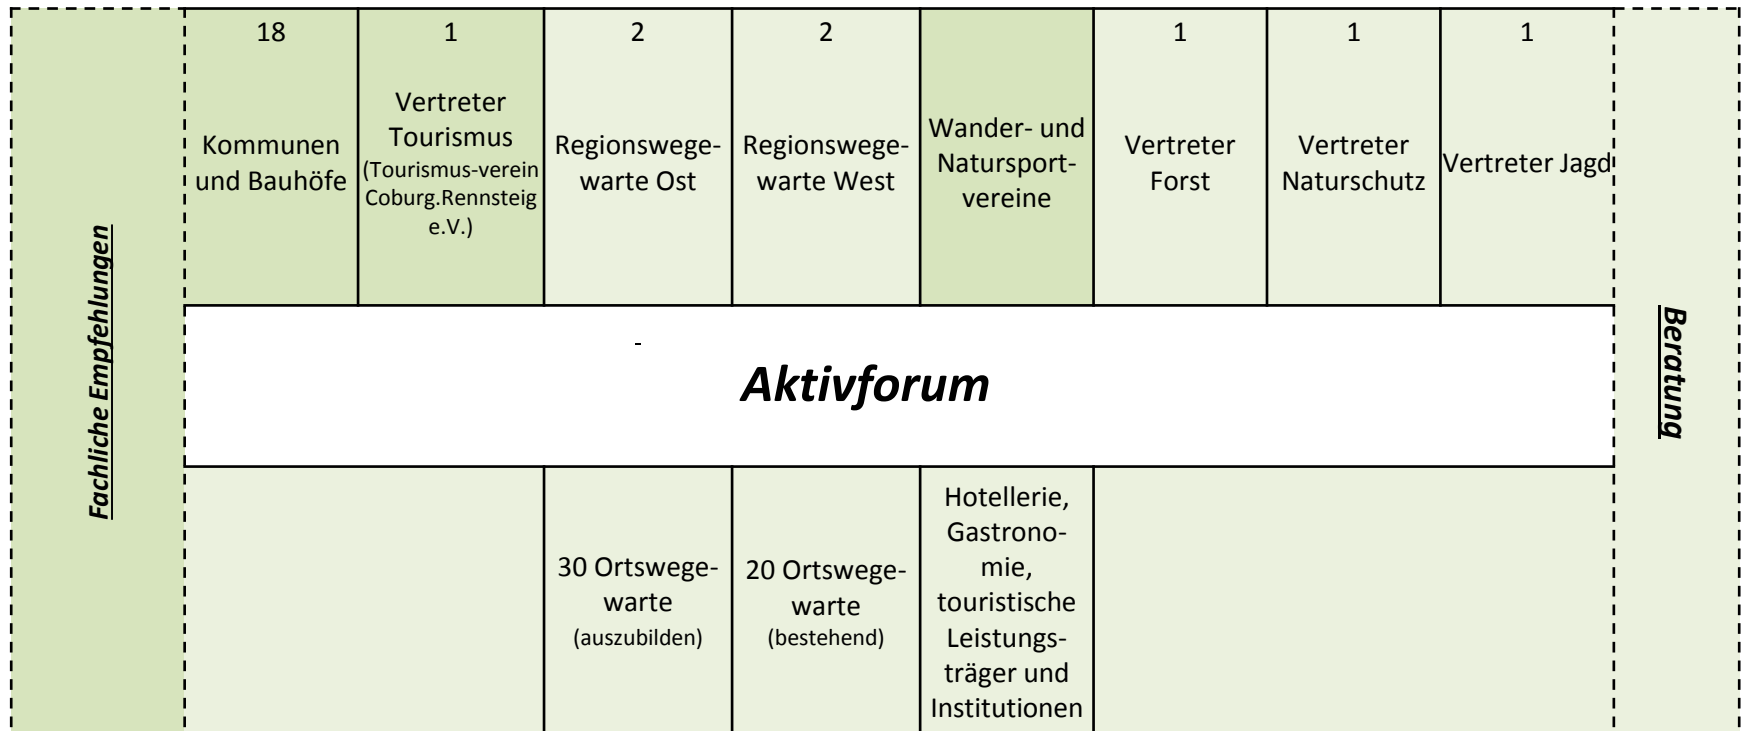 Fachliche Empfehlungen
18
Kommunen
und Bauhöfe
1
Vertreter
Tourismus
(Tourismus-verein
Coburg.Rennsteig
e.V.)
2
Regionswege-
warte Ost
2
Regionswege-
warte West
Wander- und
Natursport-
vereine
1
Vertreter
Forst
1
Vertreter
Naturschutz
1
Vertreter Jagd
-
Aktivforum
30 Ortswege-
warte
(auszubilden)
20 Ortswege-
warte
(bestehend)
Hotellerie,
Gastrono-
mie,
touristische
Leistungs-
träger und
Institutionen
Beratung